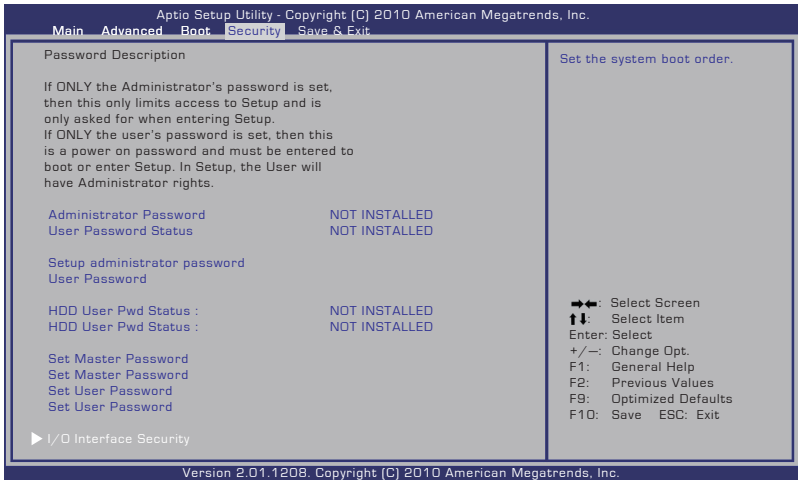 Aptio Setup Utility - Copyright (C) 2010 American Megatrends, Inc.
Main Advanced Boot Security Save & Exit
Password Description
If ONLY the Administrator's password is set,
then this only limits access to Setup and is
only asked for when entering Setup.
If ONLY the user's password is set, then this
is a power on password and must be entered to
boot or enter Setup. In Setup, the User will
have Administrator rights.
Administrator Password NOT INSTALLED
User Password Status NOT INSTALLED
Setup administrator password
User Password
HDD User Pwd Status : NOT INSTALLED
HDD User Pwd Status : NOT INSTALLED
Set Master Password
Set Master Password
Set User Password
Set User Password
▶ I/O Interface Security
Set the system boot order.
➡⬅: Select Screen
⬆⬇: Select Item
Enter: Select
+/—: Change Opt.
F1: General Help
F2: Previous Values
F9: Optimized Defaults
F10: Save ESC: Exit
Version 2.01.1208. Copyright (C) 2010 American Megatrends, Inc.